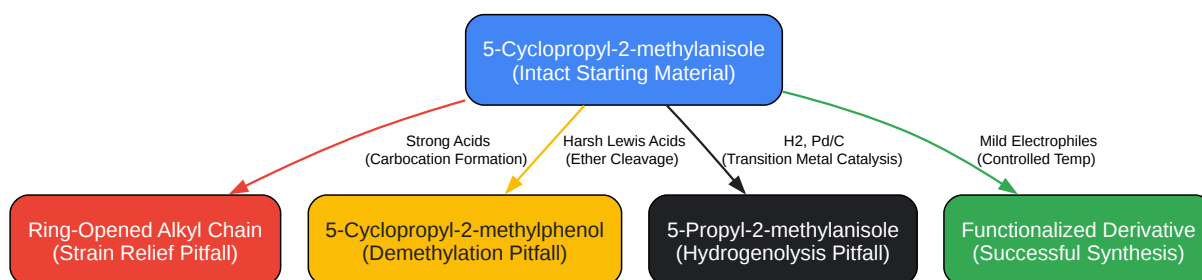 5-Cyclopropyl-2-methylanisole
(Intact Starting Material)
Strong Acids
(Carbocation Formation)
Harsh Lewis Acids
(Ether Cleavage)
H2, Pd/C
(Transition Metal Catalysis)
Mild Electrophiles
(Controlled Temp)
Ring-Opened Alkyl Chain
(Strain Relief Pitfall)
5-Cyclopropyl-2-methylphenol
(Demethylation Pitfall)
5-Propyl-2-methylanisole
(Hydrogenolysis Pitfall)
Functionalized Derivative
(Successful Synthesis)